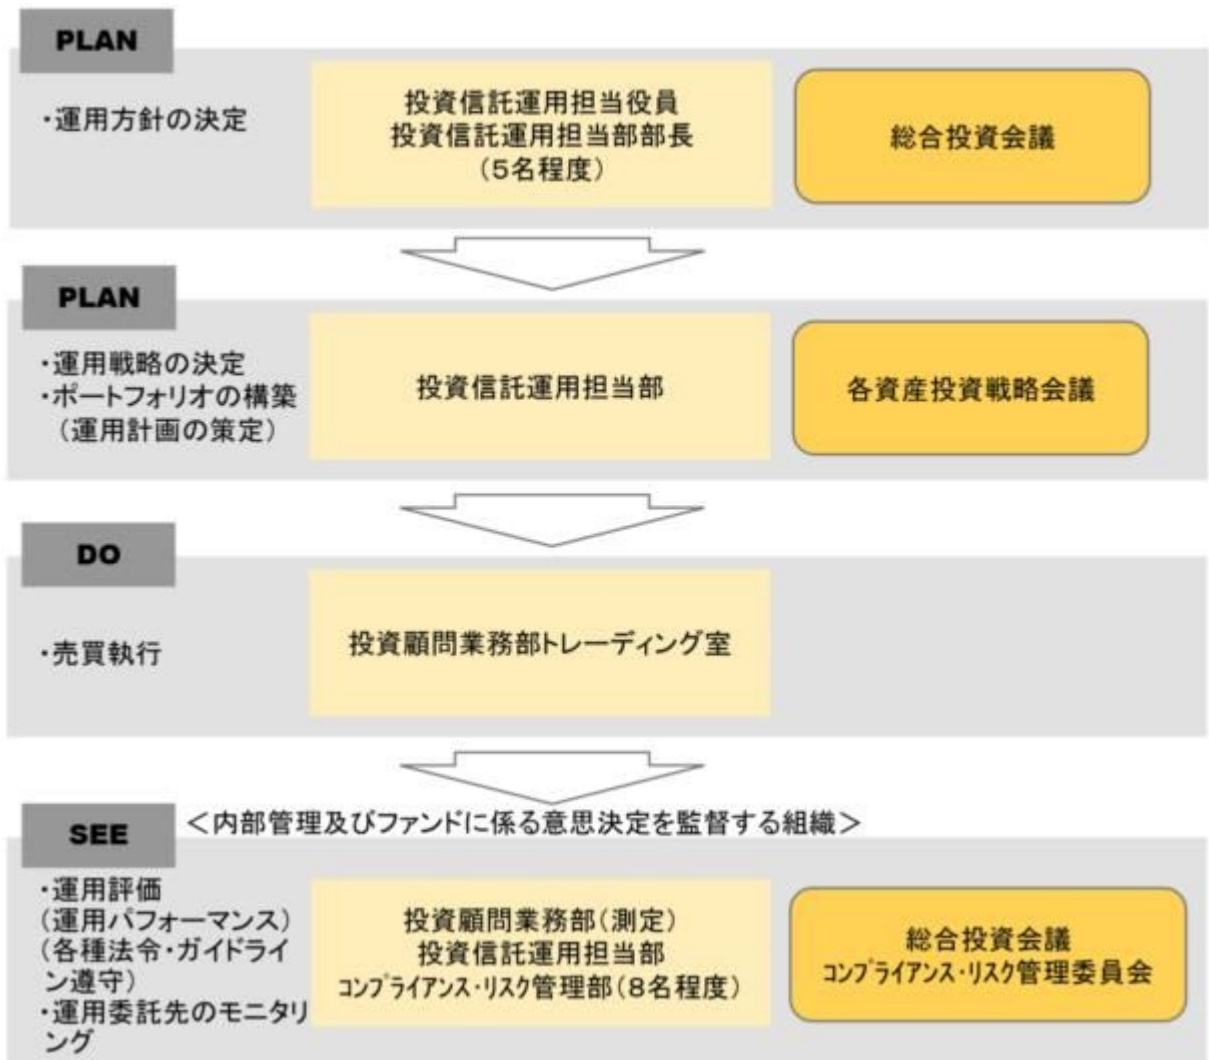 PLAN
・運用方針の決定
投資信託運用担当役員
投資信託運用担当部部長
（５名程度）
総合投資会議
PLAN
・運用戦略の決定
・ポートフォリオの構築
（運用計画の策定）
投資信託運用担当部
各資産投資戦略会議
DO
・売買執行
投資顧問業務部トレーディング室
SEE
＜内部管理及びファンドに係る意思決定を監督する組織＞
・運用評価
（運用パフォーマンス）
（各種法令・ガイドライ
ン遵守）
・運用委託先のモニタリ
ング
投資顧問業務部（測定）
投資信託運用担当部
ｺﾝﾌﾟﾗｲｱﾝｽ・ﾘｽｸ管理部（８名程度）
総合投資会議
ｺﾝﾌﾟﾗｲｱﾝｽ・ﾘｽｸ管理委員会